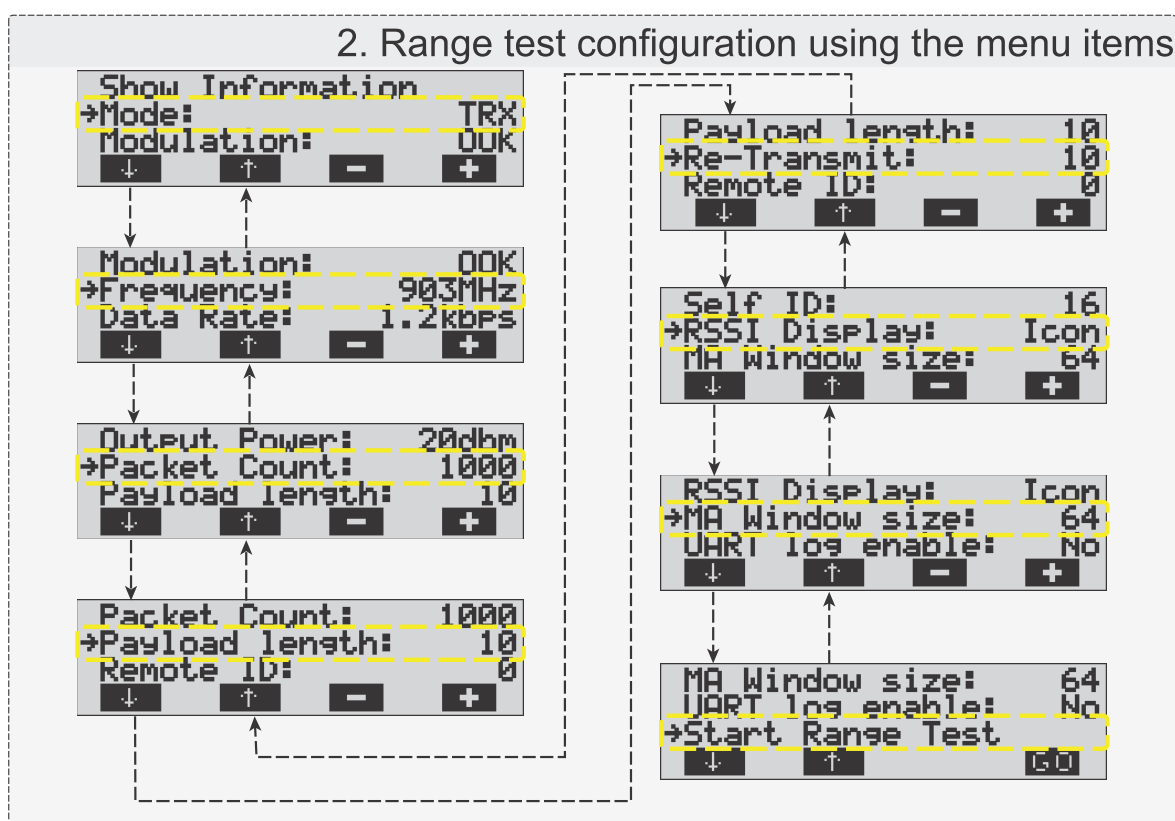 2. Range test configuration using the menu items
Show Information
→Mode: TRX
Modulation: OOK
↓ ↑ - +
Modulation: OOK
→Frequency: 903MHz
Data Rate: 1.2kbps
↓ ↑ - +
Output Power: 20dbm
→Packet Count: 1000
Payload length: 10
↓ ↑ - +
Packet Count: 1000
→Payload length: 10
Remote ID: 0
↓ ↑ - +
Payload length: 10
→Re-Transmit: 10
Remote ID: 0
↓ ↑ - +
Self ID: 16
→RSSI Display: Icon
MA Window size: 64
↓ ↑ - +
RSSI Display: Icon
→MA Window size: 64
UART log enable: No
↓ ↑ - +
MA Window size: 64
UART log enable: No
→Start Range Test
↓ ↑ GO